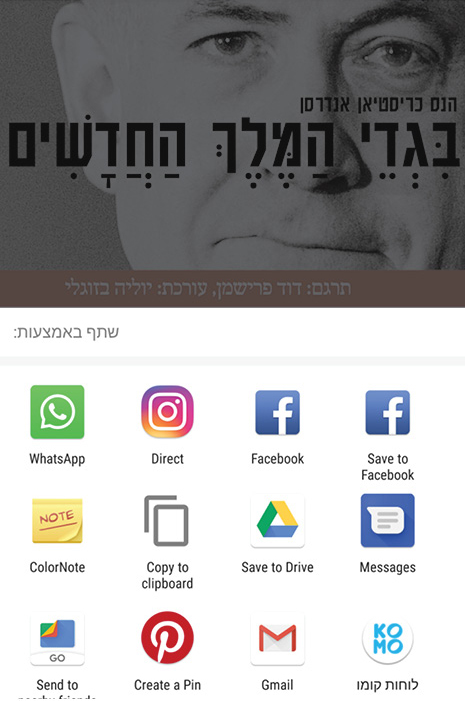 הנס כריסטיאן אנדרסן
בִּגְדֵי הַמֶּלֶךְ הַחֲדָשִׁים
תרגם: דוד פרישמן, עורכת: יוליה בזוגלי
שתף באמצעות:
WhatsApp
Direct
Facebook
Save to
Facebook
NOTE
ColorNote
Copy to
clipboard
Save to Drive
Messages
GO
Send to
nearby friends
Create a Pin
Gmail
KOMO
לוחות קומו